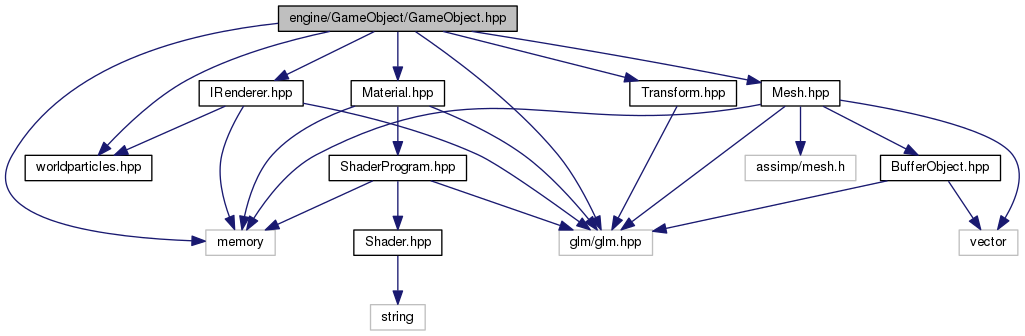 engine/GameObject/GameObject.hpp
IRenderer.hpp
Material.hpp
Transform.hpp
Mesh.hpp
worldparticles.hpp
ShaderProgram.hpp
assimp/mesh.h
BufferObject.hpp
memory
Shader.hpp
glm/glm.hpp
vector
string